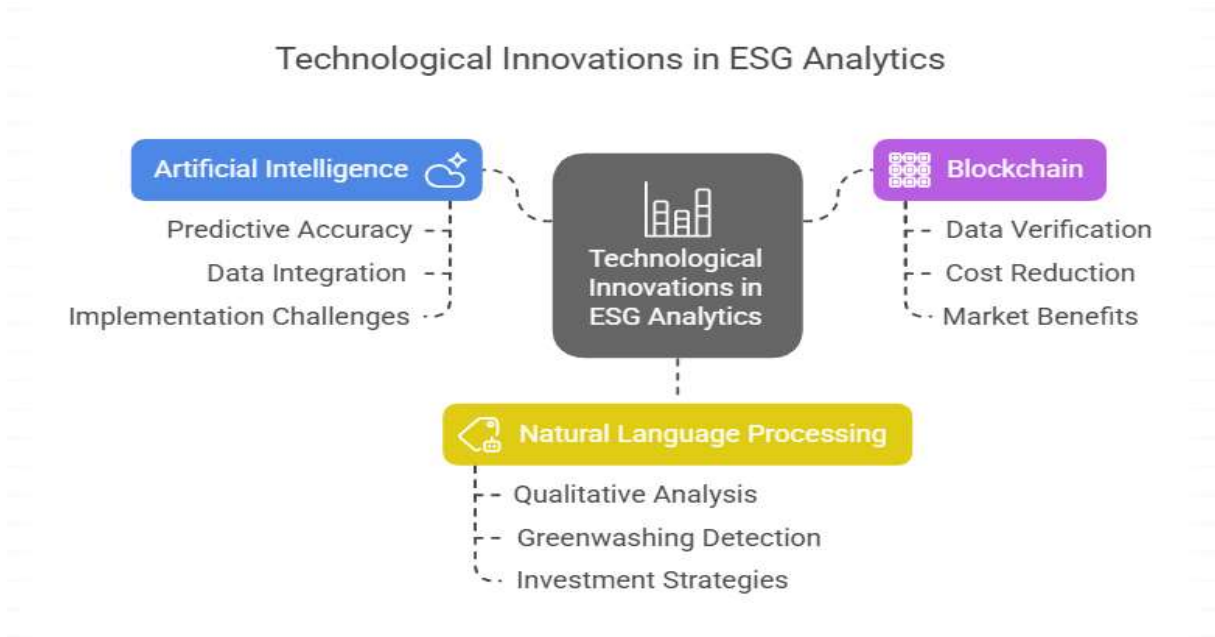 Technological Innovations in ESG Analytics
Artificial Intelligence
Predictive Accuracy
Data Integration
Implementation Challenges
Technological
Innovations in
ESG Analytics
Blockchain
Data Verification
Cost Reduction
Market Benefits
Natural Language Processing
Qualitative Analysis
Greenwashing Detection
Investment Strategies